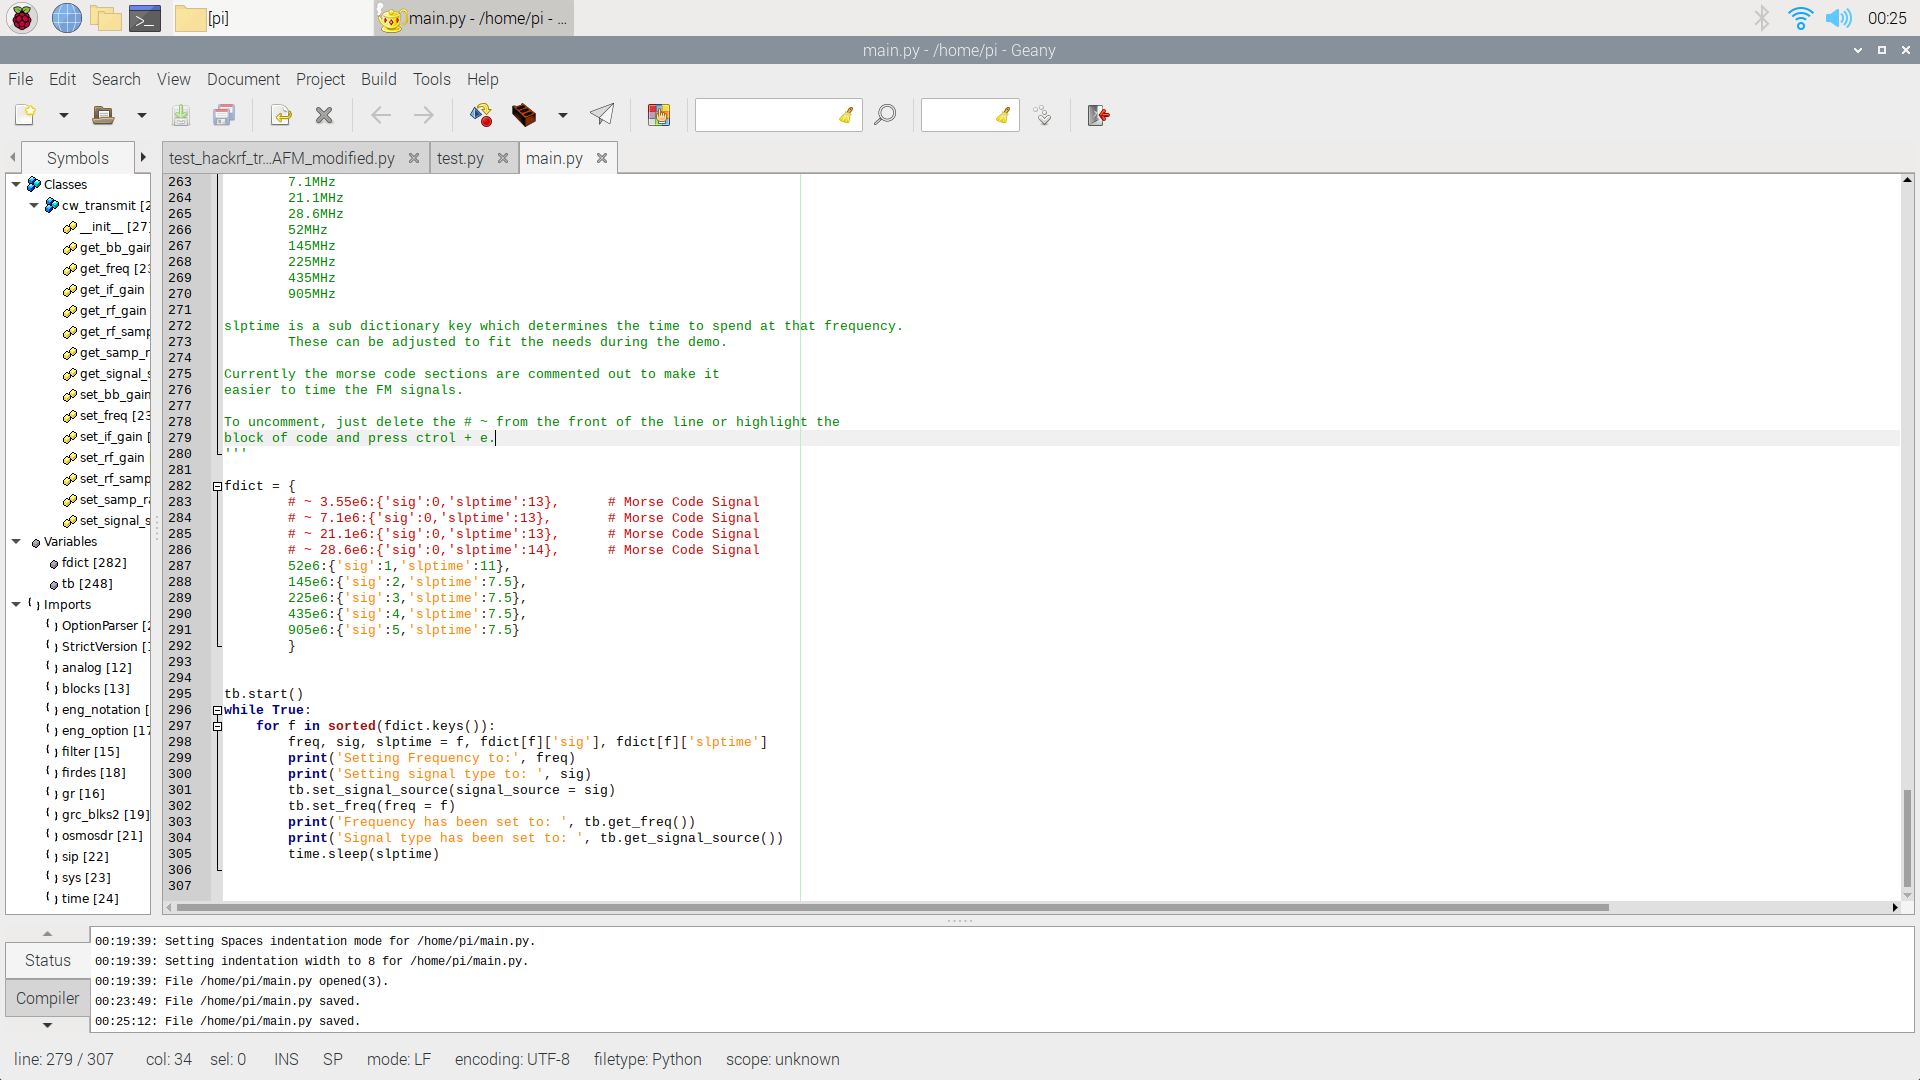 [pi]
main.py - /home/pi - ...
00:25
main.py - /home/pi - Geany
File Edit Search View Document Project Build Tools Help
Symbols
test_hackrf_tr...AFM_modified.py
test.py
main.py
Classes
cw_transmit [2
__init__ [27]
get_bb_gair
get_freq [23
get_if_gain
get_rf_gain
get_rf_samp
get_samp_r
get_signal_s
set_bb_gain
set_freq [23
set_if_gain [
set_rf_gain
set_rf_samp
set_samp_ra
set_signal_s
Variables
fdict [282]
tb [248]
Imports
OptionParser [2
StrictVersion [
analog [12]
blocks [13]
eng_notation [
eng_option [17
filter [15]
firdes [18]
gr [16]
grc_blks2 [19]
osmosdr [21]
sip [22]
sys [23]
time [24]
263 7.1MHz
264 21.1MHz
265 28.6MHz
266 52MHz
267 145MHz
268 225MHz
269 435MHz
270 905MHz
271
272 slptime is a sub dictionary key which determines the time to spend at that frequency.
273 These can be adjusted to fit the needs during the demo.
274
275 Currently the morse code sections are commented out to make it
276 easier to time the FM signals.
277
278 To uncomment, just delete the # ~ from the front of the line or highlight the
279 block of code and press ctrol + e.
280 '''
281
282 fdict = {
283 # ~ 3.55e6:{'sig':0,'slptime':13}, # Morse Code Signal
284 # ~ 7.1e6:{'sig':0,'slptime':13}, # Morse Code Signal
285 # ~ 21.1e6:{'sig':0,'slptime':13}, # Morse Code Signal
286 # ~ 28.6e6:{'sig':0,'slptime':14}, # Morse Code Signal
287 52e6:{'sig':1,'slptime':11},
288 145e6:{'sig':2,'slptime':7.5},
289 225e6:{'sig':3,'slptime':7.5},
290 435e6:{'sig':4,'slptime':7.5},
291 905e6:{'sig':5,'slptime':7.5}
292 }
293
294
295 tb.start()
296 while True:
297 for f in sorted(fdict.keys()):
298 freq, sig, slptime = f, fdict[f]['sig'], fdict[f]['slptime']
299 print('Setting Frequency to:', freq)
300 print('Setting signal type to: ', sig)
301 tb.set_signal_source(signal_source = sig)
302 tb.set_freq(freq = f)
303 print('Frequency has been set to: ', tb.get_freq())
304 print('Signal type has been set to: ', tb.get_signal_source())
305 time.sleep(slptime)
306
307
Status
Compiler
00:19:39: Setting Spaces indentation mode for /home/pi/main.py.
00:19:39: Setting indentation width to 8 for /home/pi/main.py.
00:19:39: File /home/pi/main.py opened(3).
00:23:49: File /home/pi/main.py saved.
00:25:12: File /home/pi/main.py saved.
line: 279 / 307 col: 34 sel: 0 INS SP mode: LF encoding: UTF-8 filetype: Python scope: unknown